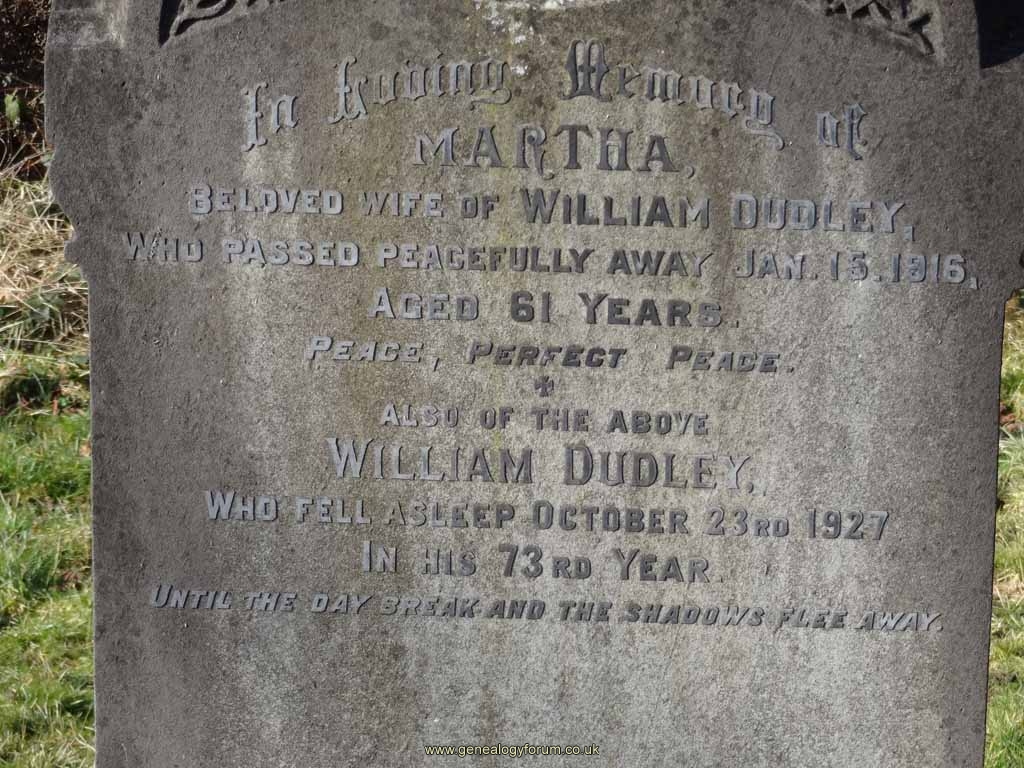 In Loving Memory of
MARTHA,
BELOVED WIFE OF WILLIAM DUDLEY,
WHO PASSED PEACEFULLY AWAY JAN. 15. 1916,
AGED 61 YEARS.
PEACE, PERFECT PEACE.
ALSO OF THE ABOVE
WILLIAM DUDLEY,
WHO FELL ASLEEP OCTOBER 23RD 1927
IN HIS 73RD YEAR.
UNTIL THE DAY BREAK AND THE SHADOWS FLEE AWAY.
www.genealogyforum.co.uk